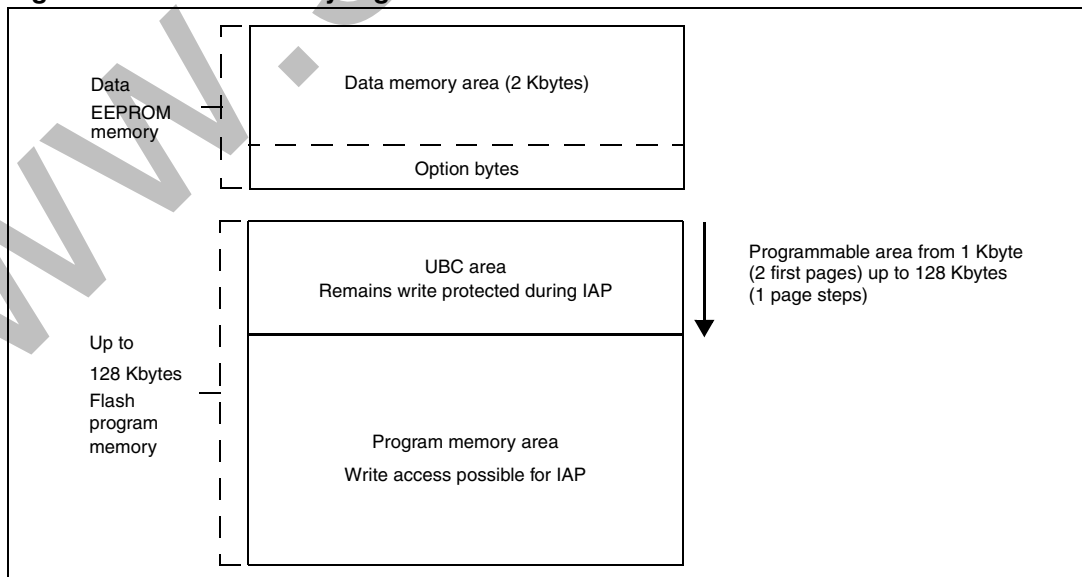 Data memory area (2 Kbytes)
Data
EEPROM
memory
Option bytes
UBC area
Remains write protected during IAP
Programmable area from 1 Kbyte
(2 first pages) up to 128 Kbytes
(1 page steps)
Up to
128 Kbytes
Flash
program
memory
Program memory area
Write access possible for IAP